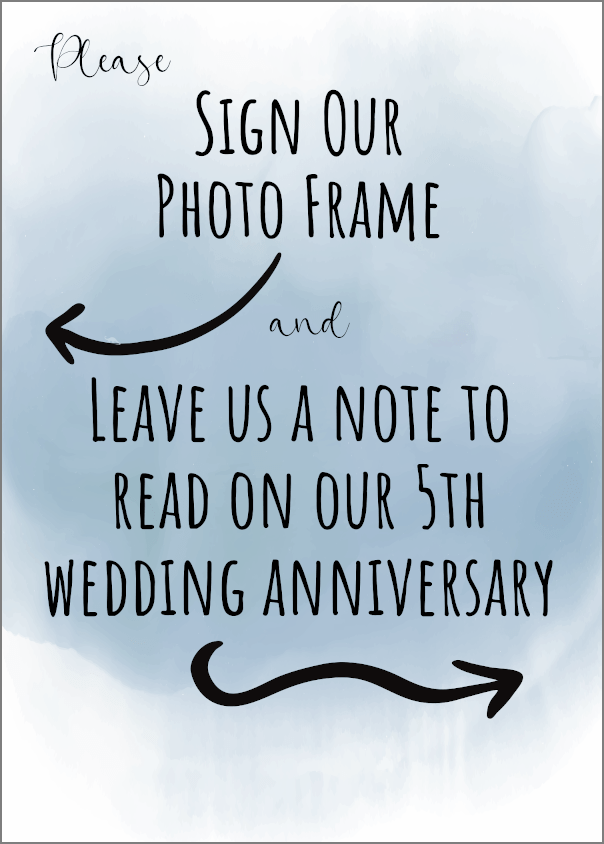 Please
Sign Our
Photo Frame
and
Leave us a note to
read on our 5th
wedding anniversary